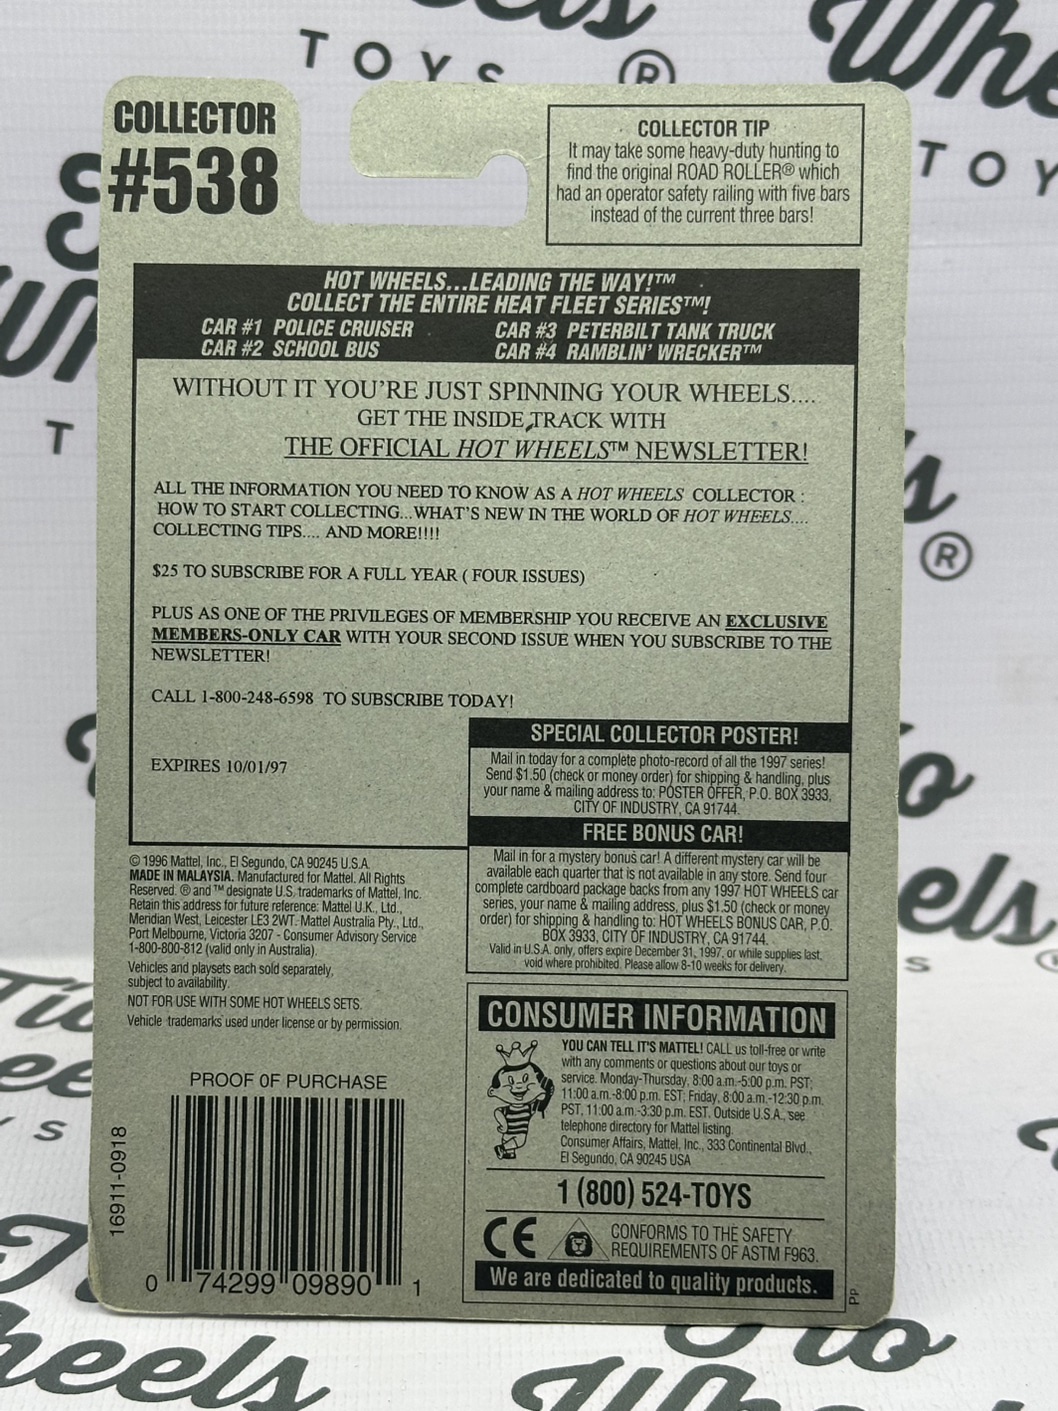 Wheels
TOYS ®
Whe
TOY
COLLECTOR
#538
COLLECTOR TIP
It may take some heavy-duty hunting to
find the original ROAD ROLLER® which
had an operator safety railing with five bars
instead of the current three bars!
HOT WHEELS...LEADING THE WAY!™
COLLECT THE ENTIRE HEAT FLEET SERIES™!
CAR #1 POLICE CRUISER
CAR #3 PETERBILT TANK TRUCK
CAR #2 SCHOOL BUS
CAR #4 RAMBLIN' WRECKER™
WITHOUT IT YOU'RE JUST SPINNING YOUR WHEELS....
GET THE INSIDE TRACK WITH
THE OFFICIAL HOT WHEELS™ NEWSLETTER!
ALL THE INFORMATION YOU NEED TO KNOW AS A HOT WHEELS COLLECTOR :
HOW TO START COLLECTING...WHAT'S NEW IN THE WORLD OF HOT WHEELS....
COLLECTING TIPS.... AND MORE!!!!
$25 TO SUBSCRIBE FOR A FULL YEAR ( FOUR ISSUES)
PLUS AS ONE OF THE PRIVILEGES OF MEMBERSHIP YOU RECEIVE AN EXCLUSIVE
MEMBERS-ONLY CAR WITH YOUR SECOND ISSUE WHEN YOU SUBSCRIBE TO THE
NEWSLETTER!
CALL 1-800-248-6598 TO SUBSCRIBE TODAY!
EXPIRES 10/01/97
SPECIAL COLLECTOR POSTER!
Mail in today for a complete photo-record of all the 1997 series!
Send $1.50 (check or money order) for shipping & handling, plus
your name & mailing address to: POSTER OFFER, P.O. BOX 3933,
CITY OF INDUSTRY, CA 91744.
FREE BONUS CAR!
Mail in for a mystery bonus car! A different mystery car will be
available each quarter that is not available in any store. Send four
complete cardboard package backs from any 1997 HOT WHEELS car
series, your name & mailing address, plus $1.50 (check or money
order) for shipping & handling to: HOT WHEELS BONUS CAR, P.O.
BOX 3933, CITY OF INDUSTRY, CA 91744.
Valid in U.S.A. only, offers expire December 31, 1997, or while supplies last,
void where prohibited. Please allow 8-10 weeks for delivery.
© 1996 Mattel, Inc., El Segundo, CA 90245 U.S.A.
MADE IN MALAYSIA. Manufactured for Mattel. All Rights
Reserved. ® and ™ designate U.S. trademarks of Mattel, Inc.
Retain this address for future reference: Mattel U.K., Ltd.,
Meridian West, Leicester LE3 2WT. Mattel Australia Pty., Ltd.,
Port Melbourne, Victoria 3207 - Consumer Advisory Service
1-800-800-812 (valid only in Australia).
Vehicles and playsets each sold separately,
subject to availability.
NOT FOR USE WITH SOME HOT WHEELS SETS.
Vehicle trademarks used under license or by permission.
PROOF OF PURCHASE
16911-0918
0 74299 09890 1
CONSUMER INFORMATION
YOU CAN TELL IT'S MATTEL! CALL us toll-free or write
with any comments or questions about our toys or
service. Monday-Thursday, 8:00 a.m.-5:00 p.m. PST,
11:00 a.m.-8:00 p.m. EST; Friday, 8:00 a.m.-12:30 p.m.
PST, 11:00 a.m.-3:30 p.m. EST. Outside U.S.A., see
telephone directory for Mattel listing.
Consumer Affairs, Mattel, Inc., 333 Continental Blvd.,
El Segundo, CA 90245 USA
1 (800) 524-TOYS
CE
CONFORMS TO THE SAFETY
REQUIREMENTS OF ASTM F963.
We are dedicated to quality products.
PP